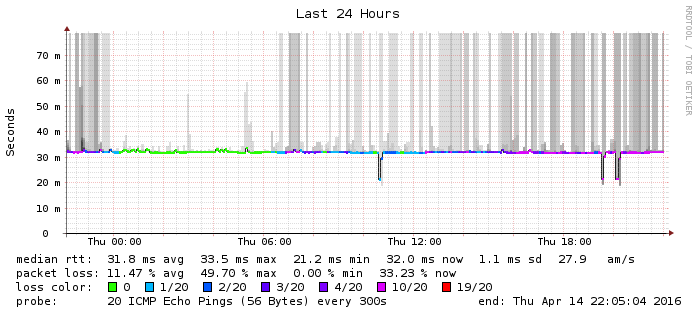 Last 24 Hours
RRDTOOL / TOBI OETIKER
Seconds
70 m
60 m
50 m
40 m
30 m
20 m
10 m
0
Thu 00:00 Thu 06:00 Thu 12:00 Thu 18:00
median rtt: 31.8 ms avg 33.5 ms max 21.2 ms min 32.0 ms now 1.1 ms sd 27.9 am/s
packet loss: 11.47 % avg 49.70 % max 0.00 % min 33.23 % now
loss color: 0 1/20 2/20 3/20 4/20 10/20 19/20
probe: 20 ICMP Echo Pings (56 Bytes) every 300s end: Thu Apr 14 22:05:04 2016